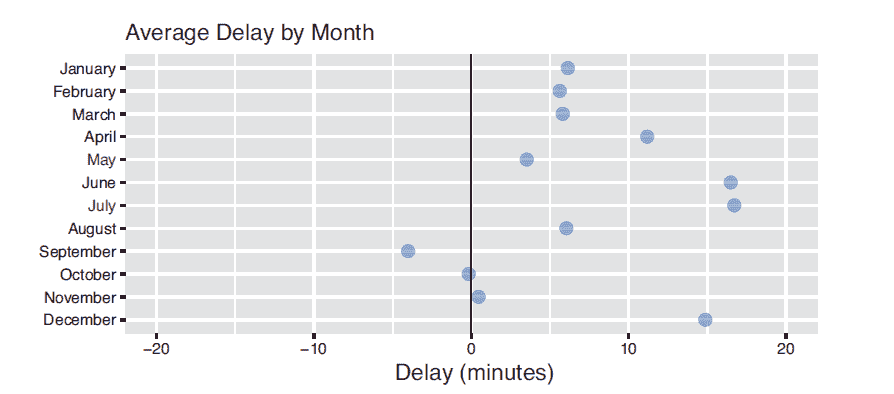 Average Delay by Month
January
February
March
April
May
June
July
August
September
October
November
December
−20 −10 0 10 20
Delay (minutes)